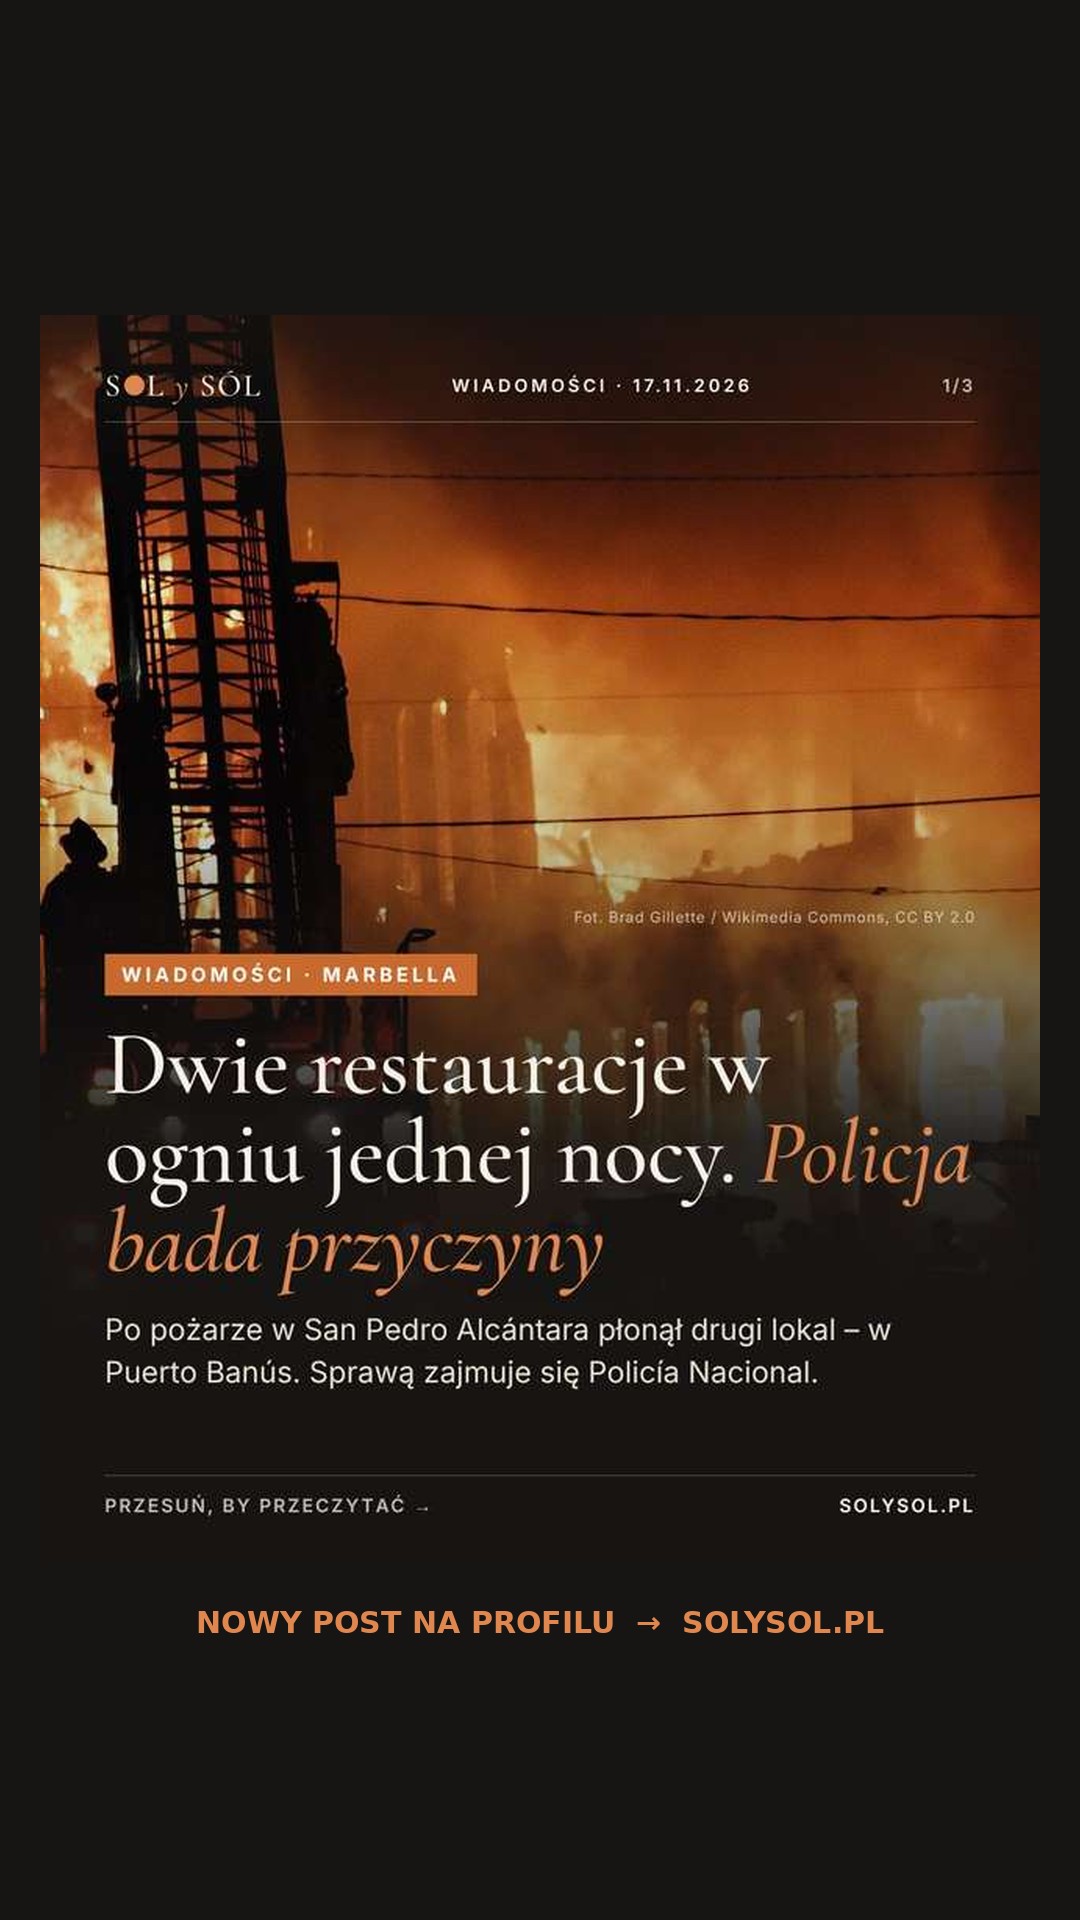 SOL y SÓL
WIADOMOŚCI · 17.11.2026
1/3
Fot. Brad Gillette / Wikimedia Commons, CC BY 2.0
WIADOMOŚCI · MARBELLA
Dwie restauracje w
ogniu jednej nocy. Policja
bada przyczyny
Po pożarze w San Pedro Alcántara płonął drugi lokal – w
Puerto Banús. Sprawą zajmuje się Policía Nacional.
PRZESUŃ, BY PRZECZYTAĆ →
SOLYSOL.PL
NOWY POST NA PROFILU → SOLYSOL.PL